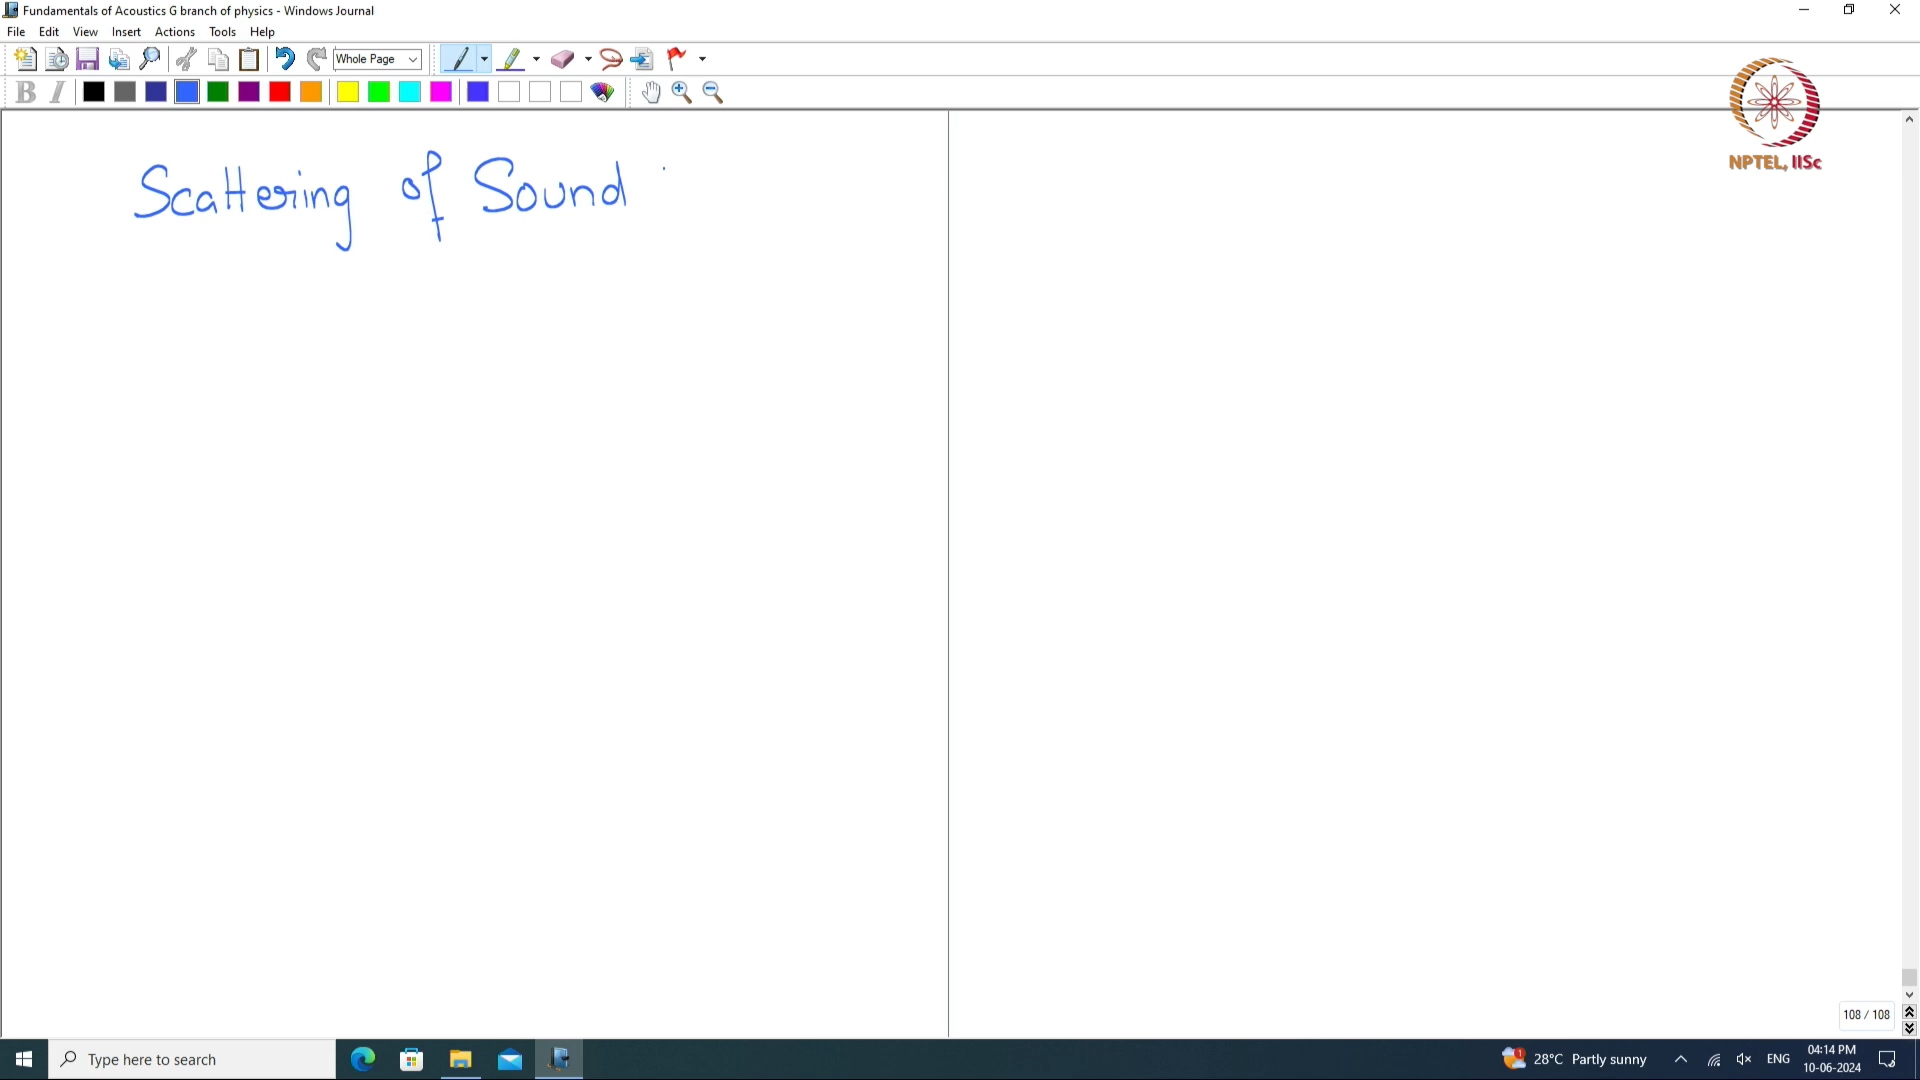 Fundamentals of Acoustics G branch of physics - Windows Journal
File Edit View Insert Actions Tools Help
Whole Page
B I
NPTEL, IISc
Scattering of Sound
108 / 108
Type here to search
1
28°C Partly sunny
ENG
04:14 PM
10-06-2024